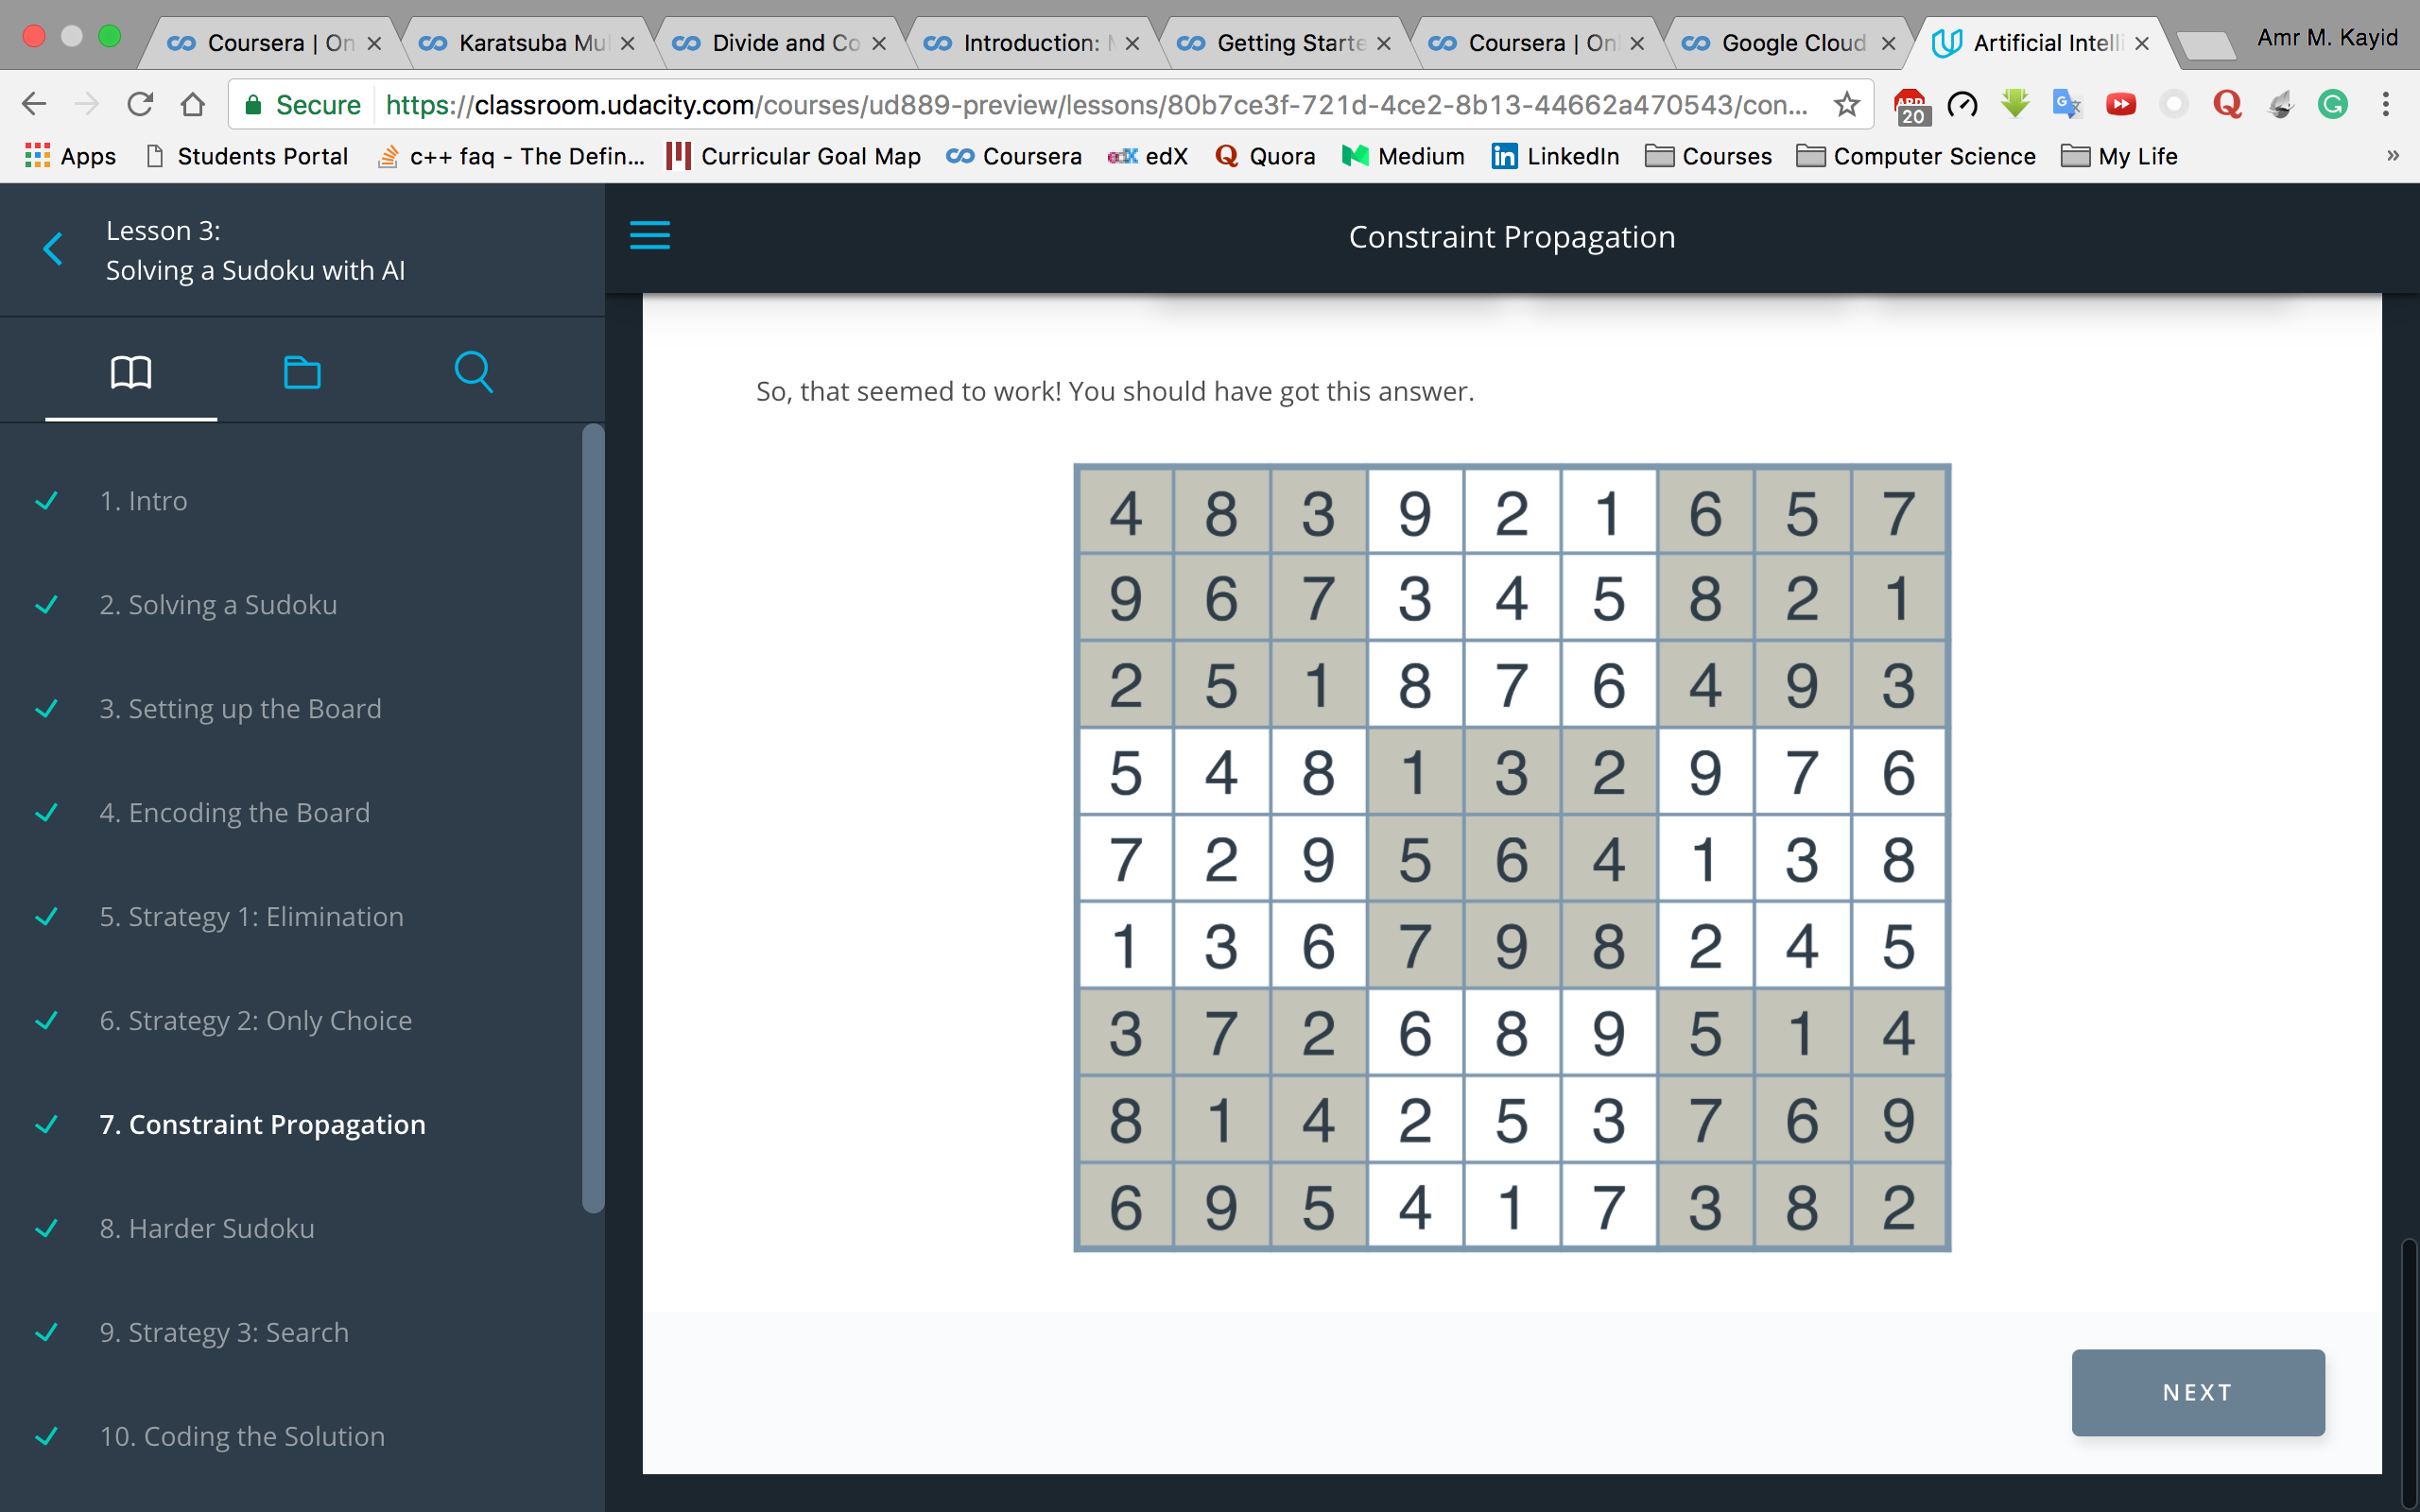 Coursera | On
Karatsuba Mul
Divide and Co
Introduction:
Getting Starte
Coursera | Onl
Google Cloud
Artificial Intelli
Amr M. Kayid
Secure https://classroom.udacity.com/courses/ud889-preview/lessons/80b7ce3f-721d-4ce2-8b13-44662a470543/con...
ABP
20
Apps Students Portal c++ faq - The Defin... Curricular Goal Map Coursera edX Quora Medium LinkedIn Courses Computer Science My Life »
Lesson 3:
Solving a Sudoku with AI
1. Intro
2. Solving a Sudoku
3. Setting up the Board
4. Encoding the Board
5. Strategy 1: Elimination
6. Strategy 2: Only Choice
7. Constraint Propagation
8. Harder Sudoku
9. Strategy 3: Search
10. Coding the Solution
Constraint Propagation
So, that seemed to work! You should have got this answer.
4 8 3 9 2 1 6 5 7
9 6 7 3 4 5 8 2 1
2 5 1 8 7 6 4 9 3
5 4 8 1 3 2 9 7 6
7 2 9 5 6 4 1 3 8
1 3 6 7 9 8 2 4 5
3 7 2 6 8 9 5 1 4
8 1 4 2 5 3 7 6 9
6 9 5 4 1 7 3 8 2
NEXT